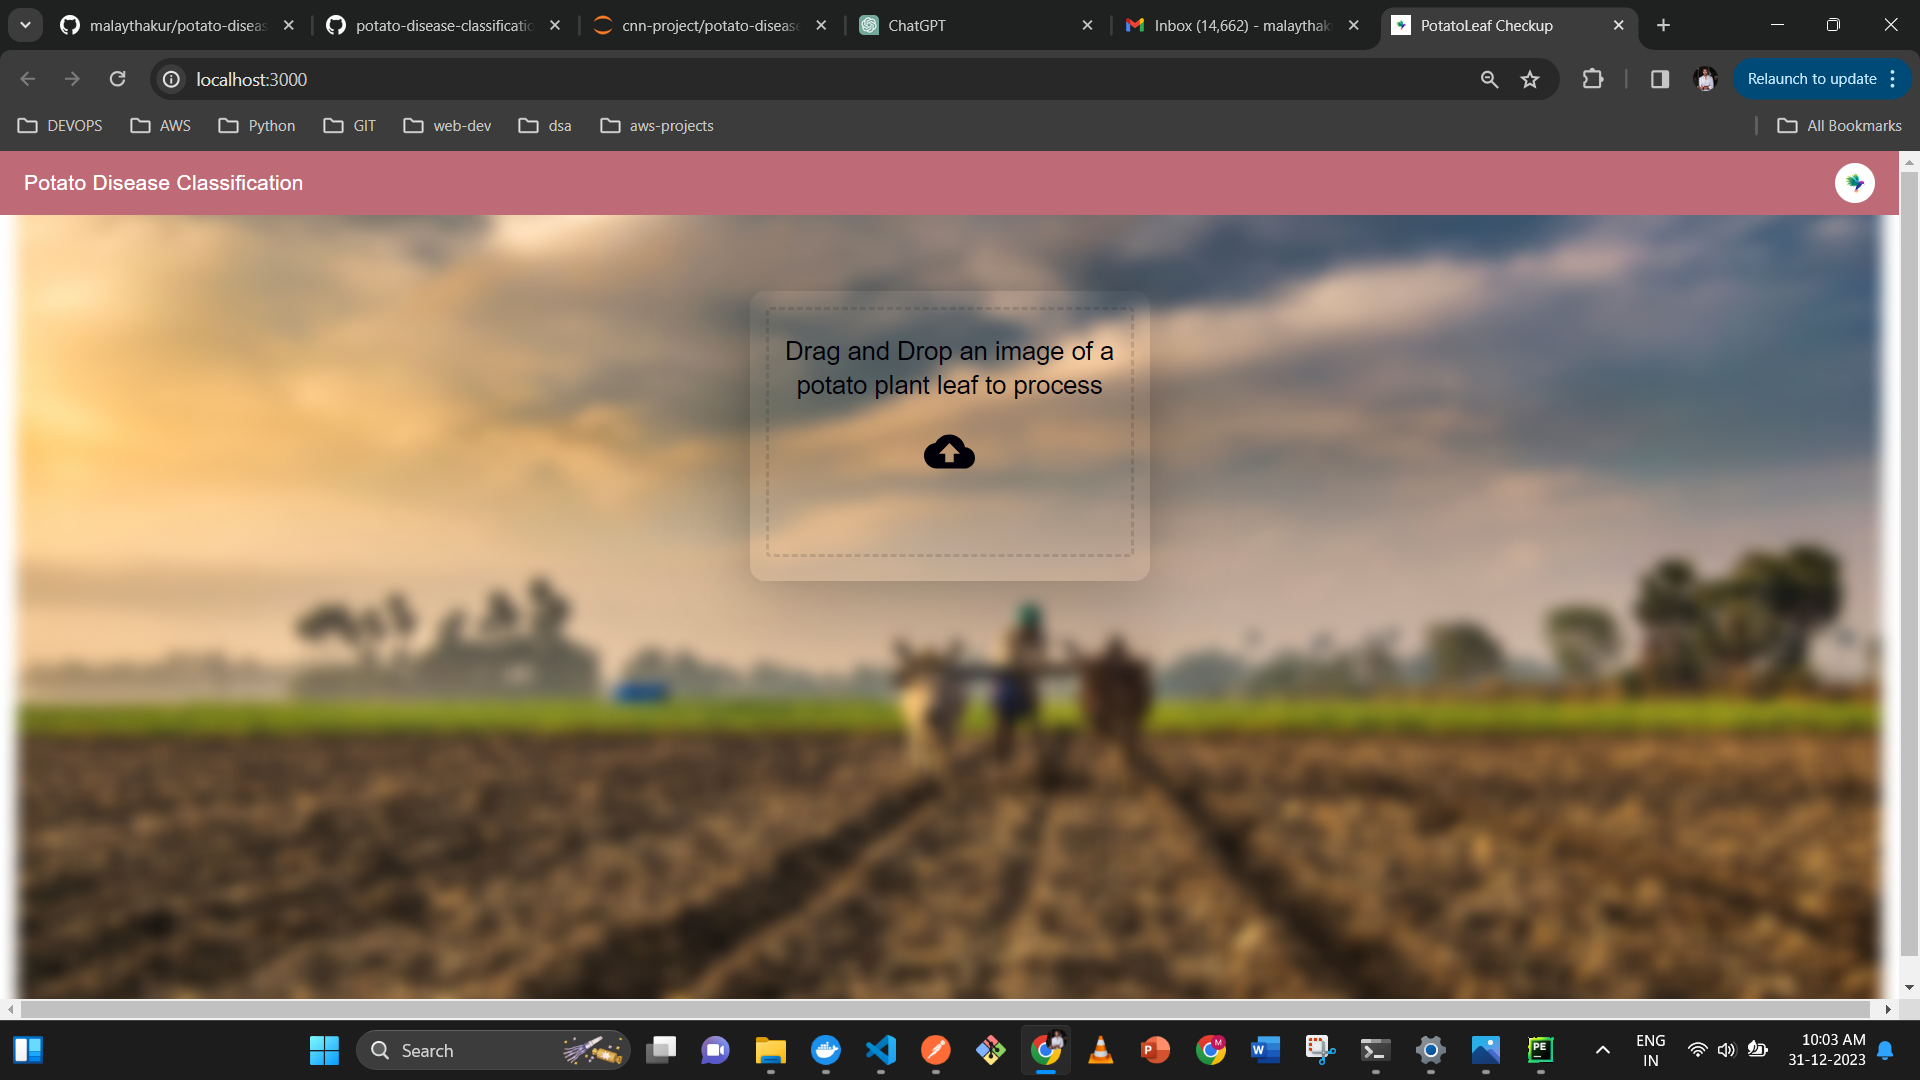 malaythakur/potato-diseas
potato-disease-classificatio
cnn-project/potato-disease
ChatGPT
Inbox (14,662) - malaythak
PotatoLeaf Checkup
localhost:3000
Relaunch to update
DEVOPS
AWS
Python
GIT
web-dev
dsa
aws-projects
All Bookmarks
Potato Disease Classification
Drag and Drop an image of a
potato plant leaf to process
Search
ENG
IN
10:03 AM
31-12-2023